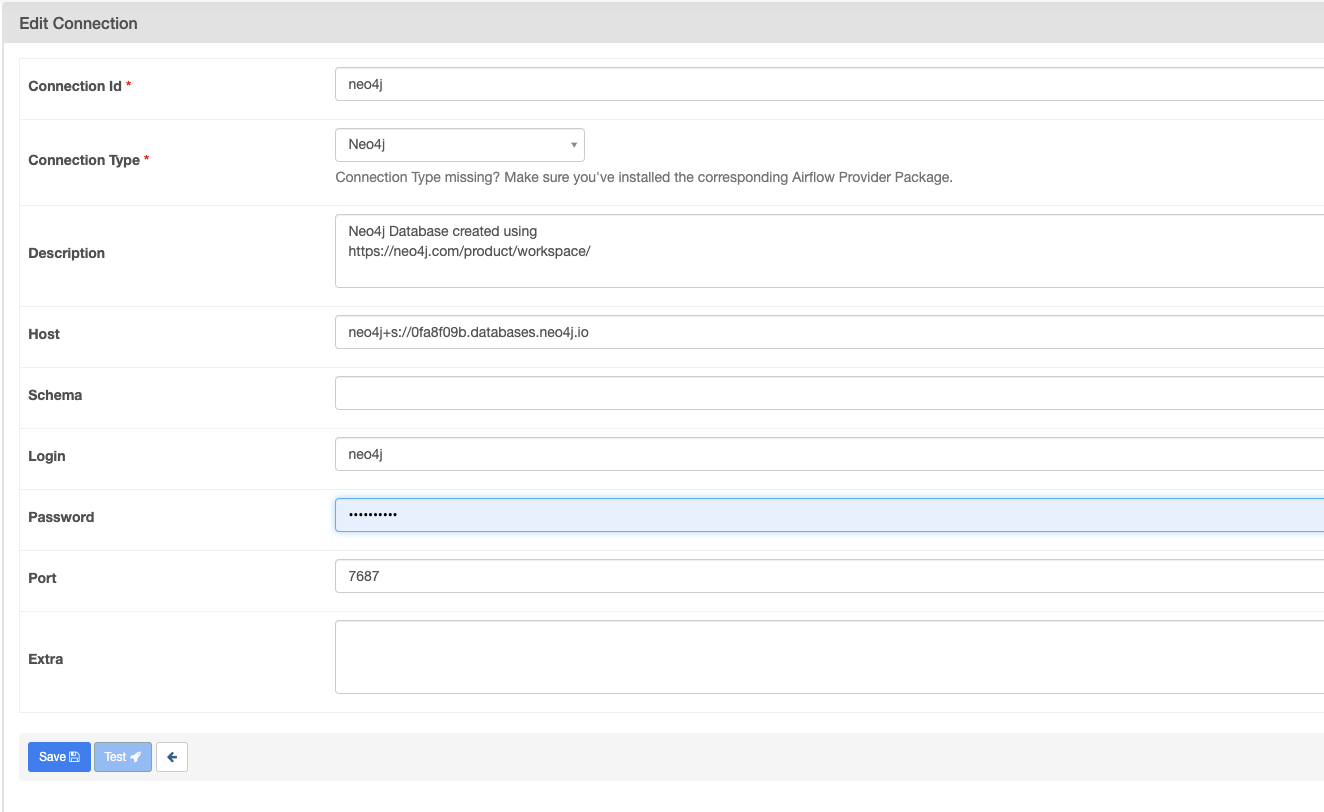 Edit Connection
Connection Id *
neo4j
Connection Type *
Neo4j
Connection Type missing? Make sure you've installed the corresponding Airflow Provider Package.
Description
Neo4j Database created using
https://neo4j.com/product/workspace/
Host
neo4j+s://0fa8f09b.databases.neo4j.io
Schema
Login
neo4j
Password
••••••••••
Port
7687
Extra
Save
Test